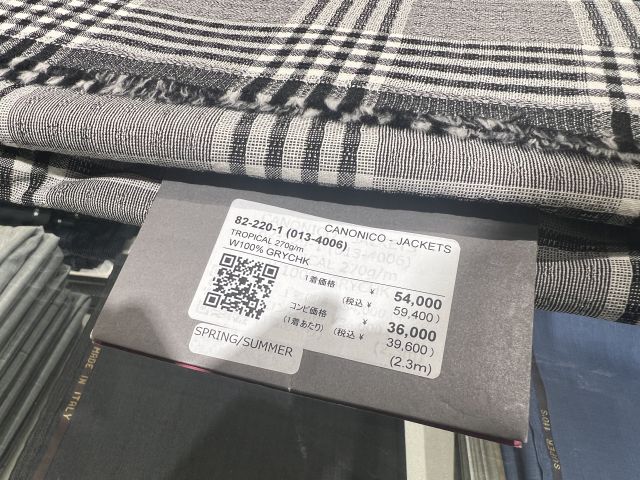 CANONICO - JACKETS
82-220-1 (013-4006)
TROPICAL 270g/m
W100% GRYCHK
1着価格 ¥ 54,000
(税込 ¥ 59,400)
コンビ価格 ¥ 36,000
(1着あたり) (税込 ¥ 39,600)
(2.3m)
SPRING/SUMMER
MADE IN ITALY
SUPER 110'S